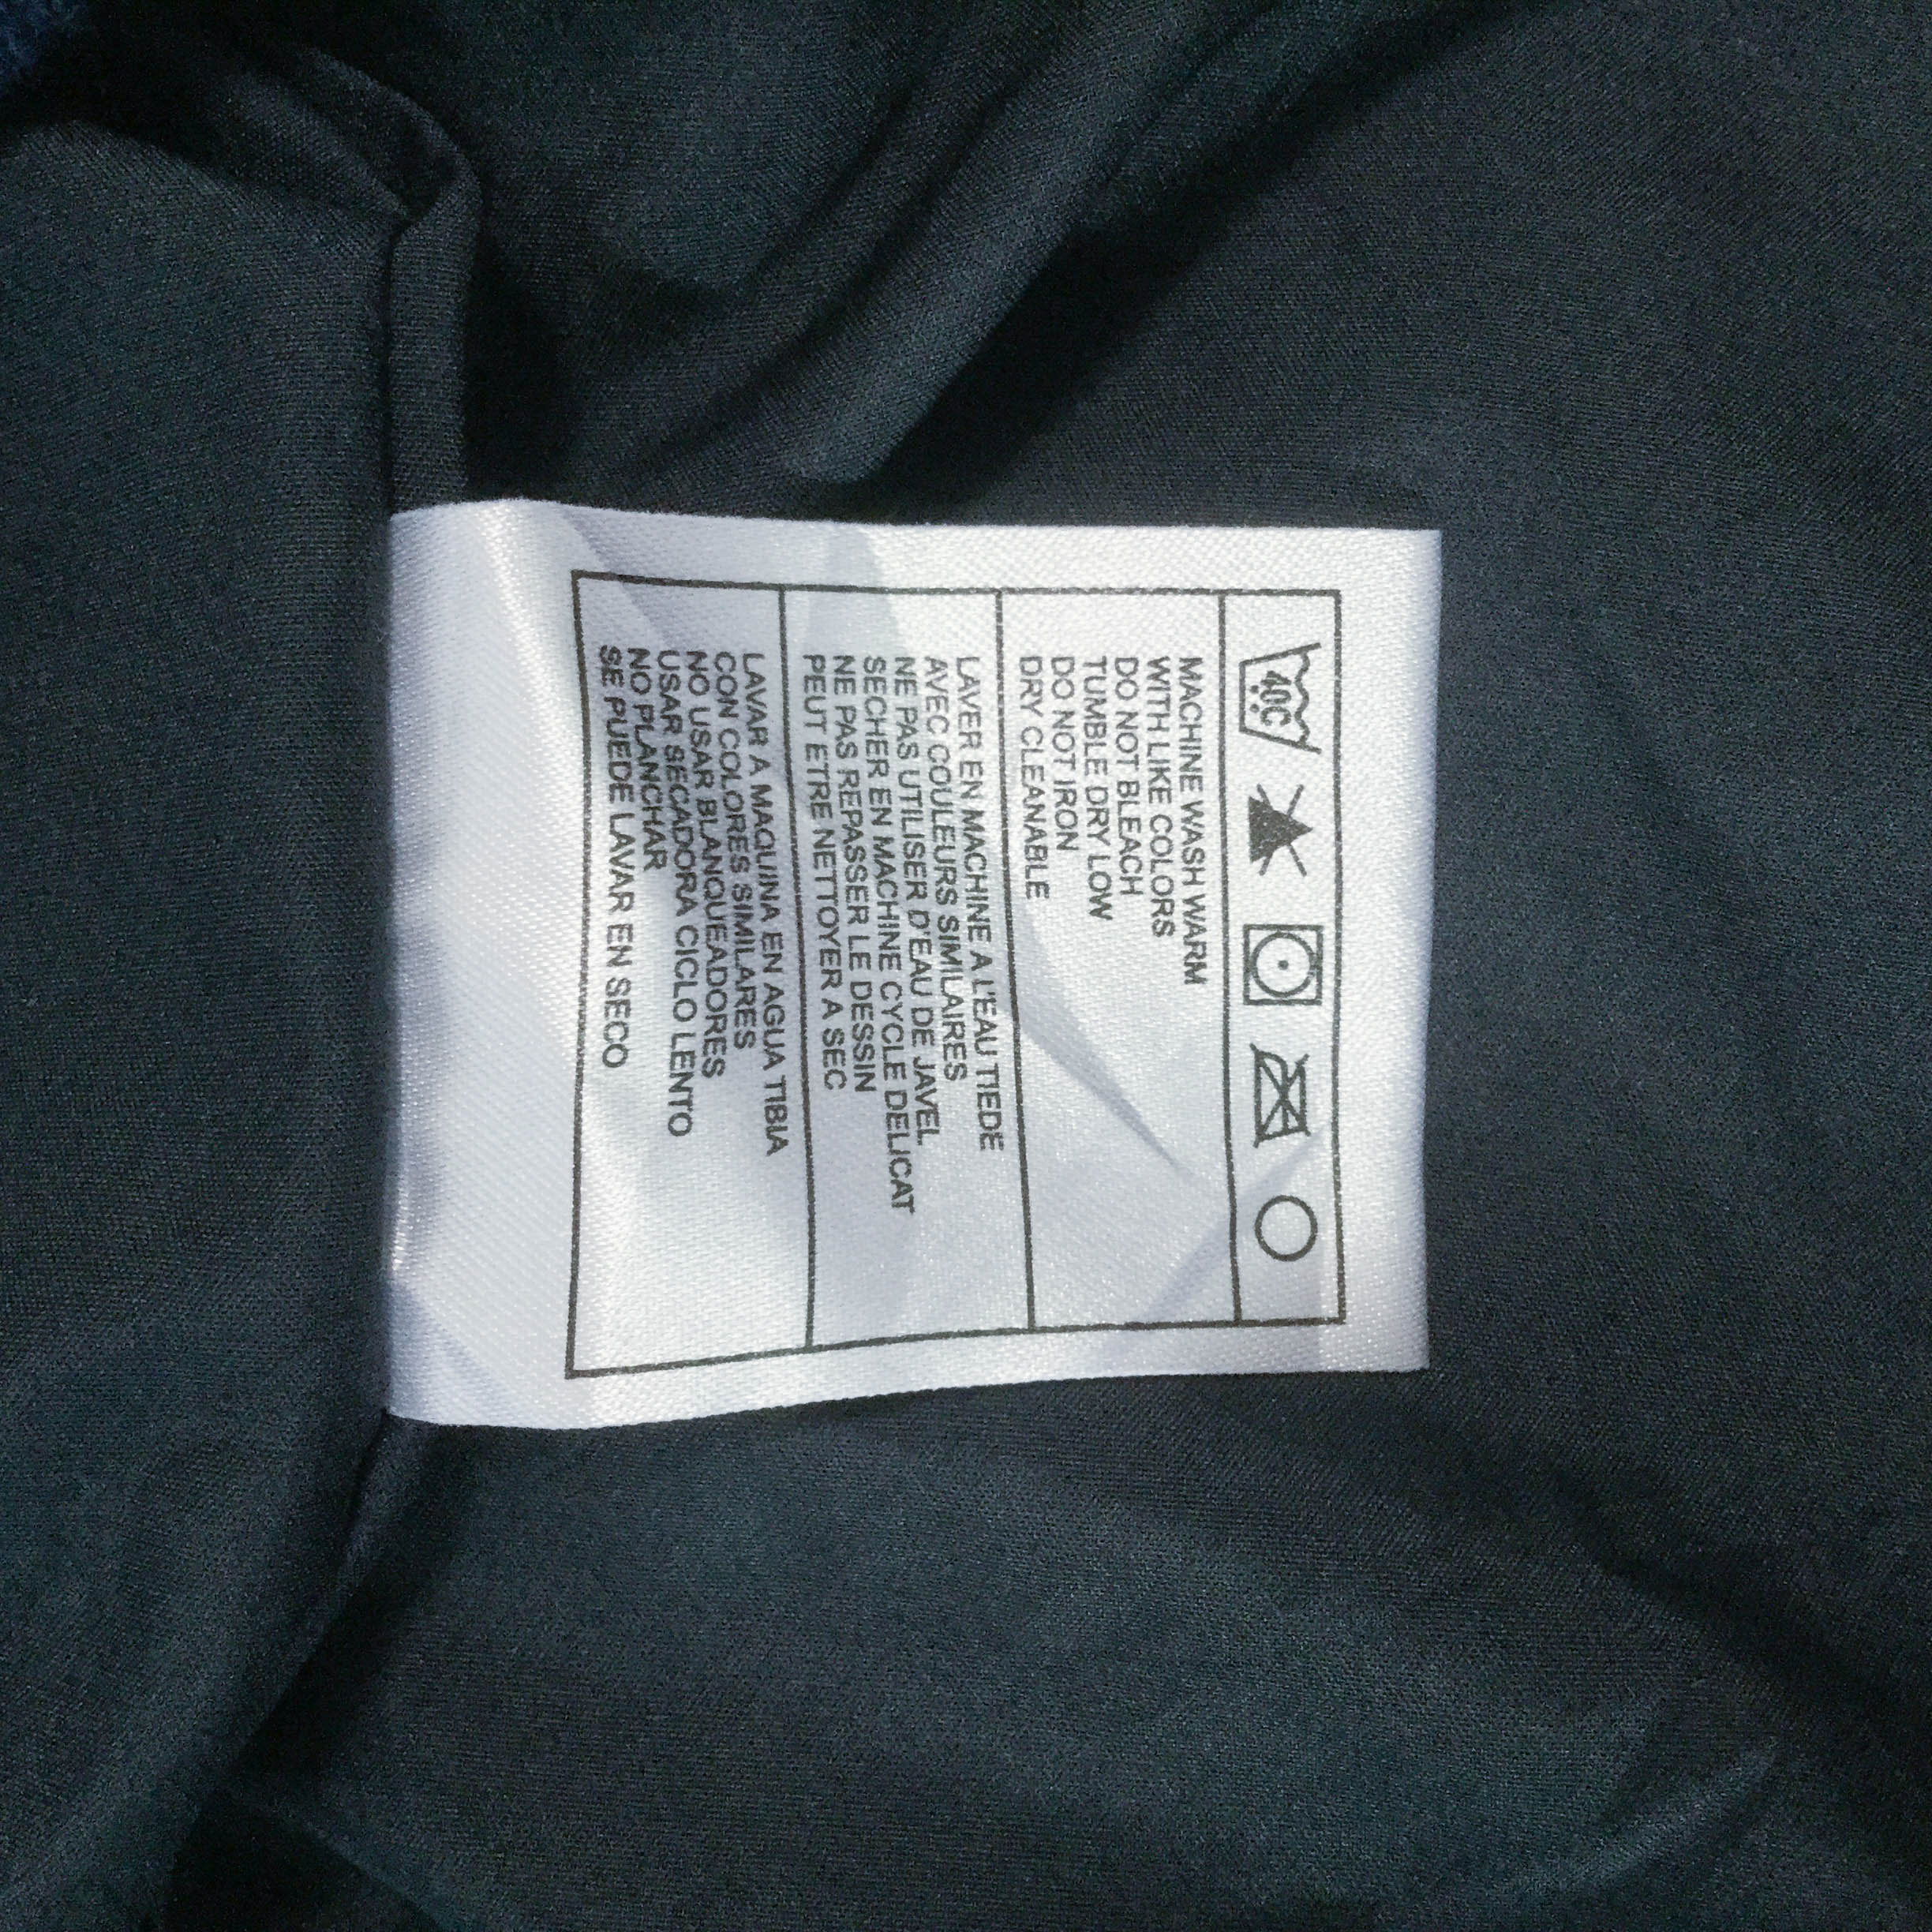 40C
MACHINE WASH WARM
WITH LIKE COLORS
DO NOT BLEACH
TUMBLE DRY LOW
DO NOT IRON
DRY CLEANABLE
LAVER EN MACHINE A L'EAU TIEDE
AVEC COULEURS SIMILAIRES
NE PAS UTILISER D'EAU DE JAVEL
SECHER EN MACHINE CYCLE DELICAT
NE PAS REPASSER LE DESSIN
PEUT ETRE NETTOYER A SEC
LAVAR A MAQUINA EN AGUA TIBIA
CON COLORES SIMILARES
NO USAR BLANQUEADORES
USAR SECADORA CICLO LENTO
NO PLANCHAR
SE PUEDE LAVAR EN SECO